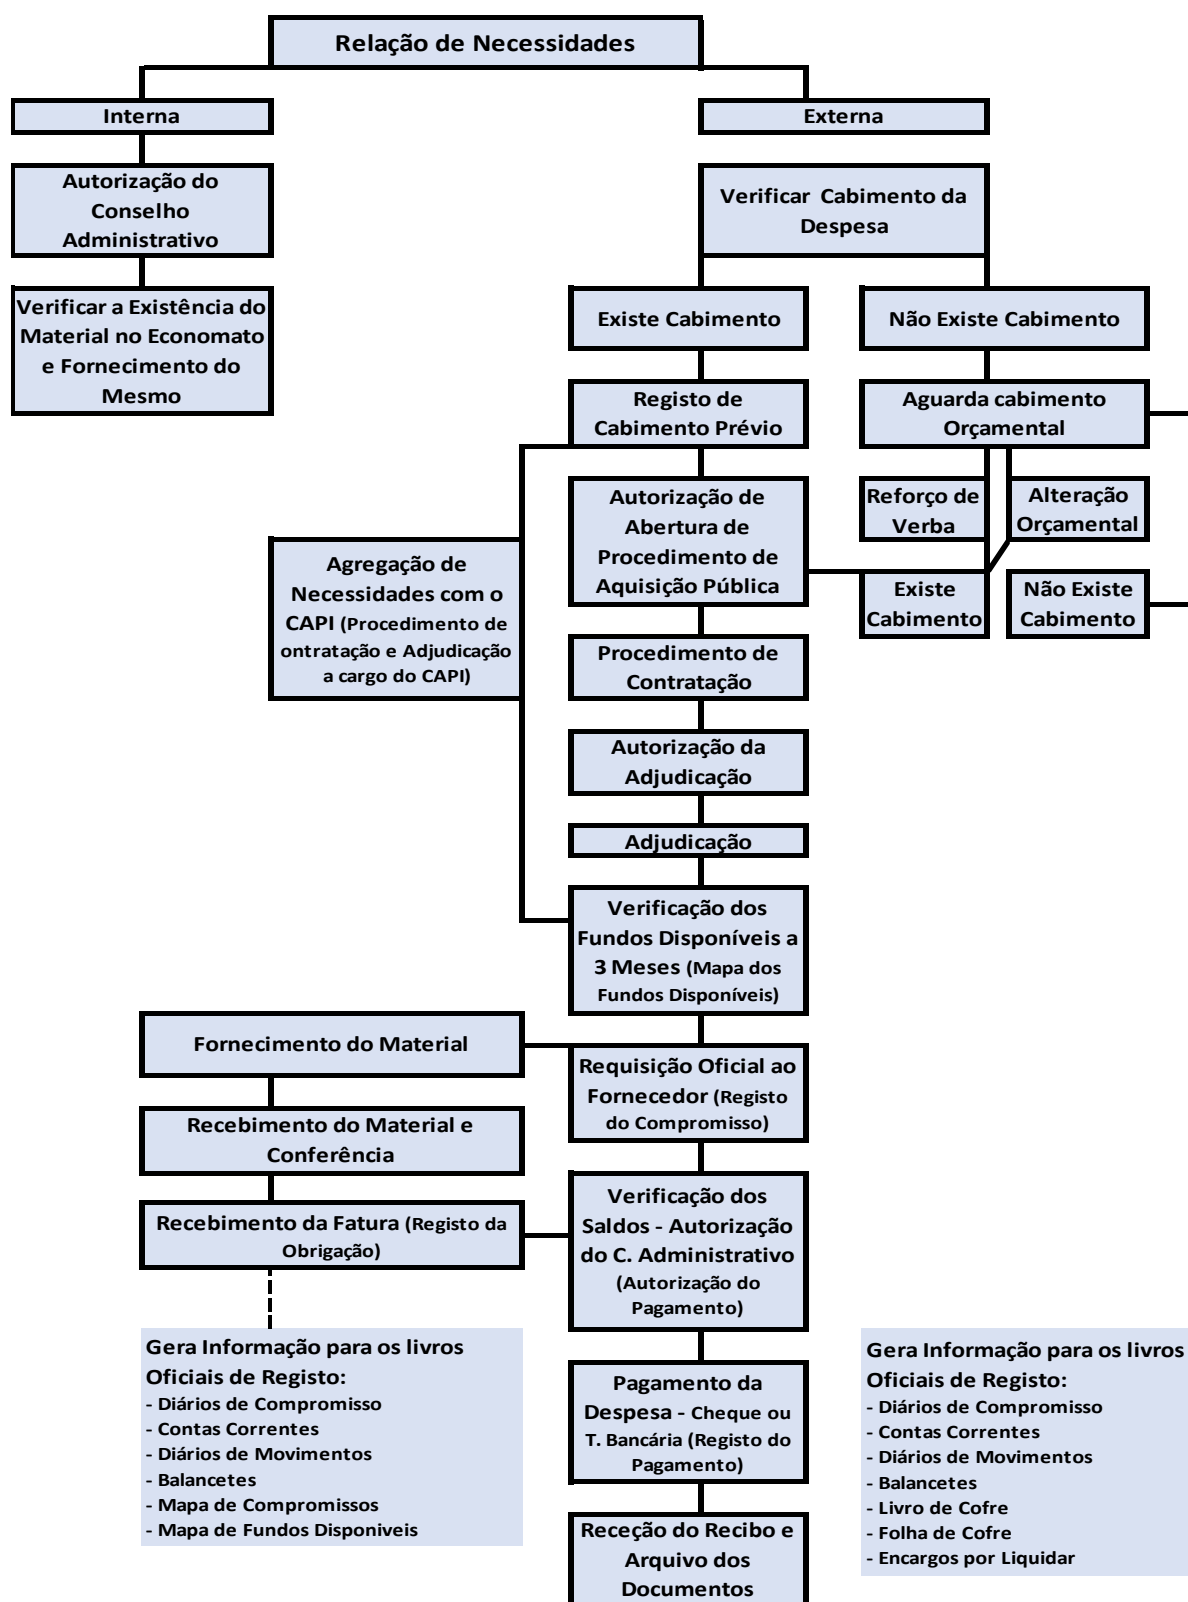 Relação de Necessidades
Interna
Externa
Autorização do
Conselho
Administrativo
Verificar  Cabimento da
Despesa
Verificar a Existência do
Material no Economato
e Fornecimento do
Mesmo
Existe Cabimento
Não Existe Cabimento
Registo de
Cabimento Prévio
Aguarda cabimento
Orçamental
Autorização de
Abertura de
Procedimento de
Aquisição Pública
Reforço de
Verba
Alteração
Orçamental
Agregação de
Necessidades com o
CAPI (Procedimento de
ontratação e Adjudicação
a cargo do CAPI)
Existe
Cabimento
Não Existe
Cabimento
Procedimento de
Contratação
Autorização da
Adjudicação
Adjudicação
Verificação dos
Fundos Disponíveis a
3 Meses (Mapa dos
Fundos Disponíveis)
Fornecimento do Material
Requisição Oficial ao
Fornecedor (Registo
do Compromisso)
Recebimento do Material e
Conferência
Recebimento da Fatura (Registo da
Obrigação)
Verificação dos
Saldos - Autorização
do C. Administrativo
(Autorização do
Pagamento)
Gera Informação para os livros
Oficiais de Registo:
- Diários de Compromisso
- Contas Correntes
- Diários de Movimentos
- Balancetes
- Mapa de Compromissos
- Mapa de Fundos Disponiveis
Pagamento da
Despesa - Cheque ou
T. Bancária (Registo do
Pagamento)
Receção do Recibo e
Arquivo dos
Documentos
Gera Informação para os livros
Oficiais de Registo:
- Diários de Compromisso
- Contas Correntes
- Diários de Movimentos
- Balancetes
- Livro de Cofre
- Folha de Cofre
- Encargos por Liquidar